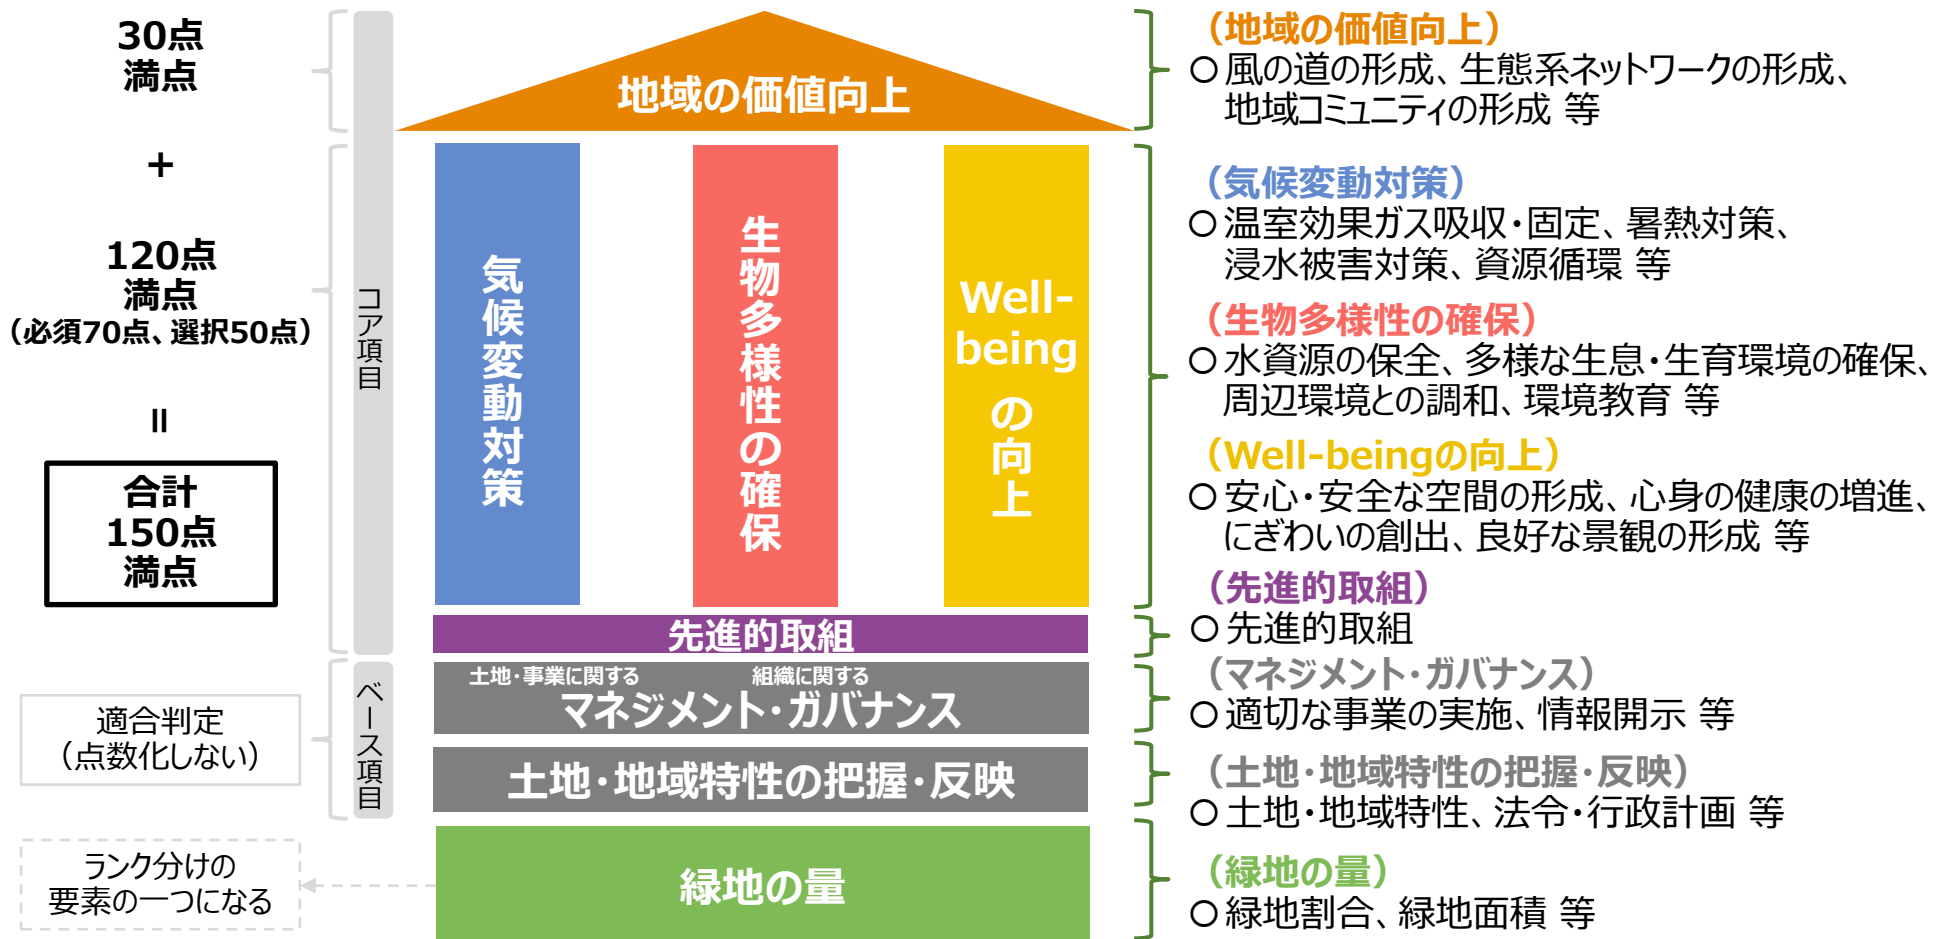 30点
満点
+
120点
満点
（必須70点、選択50点）
=
合計
150点
満点
適合判定
（点数化しない）
ランク分けの
要素の一つになる
コア項目
ベース項目
地域の価値向上
気候変動対策
生物多様性の確保
Well-
being
の向上
先進的取組
土地・事業に関する 組織に関する
マネジメント・ガバナンス
土地・地域特性の把握・反映
緑地の量
（地域の価値向上）
〇風の道の形成、生態系ネットワークの形成、
地域コミュニティの形成 等
（気候変動対策）
〇温室効果ガス吸収・固定、暑熱対策、
浸水被害対策、資源循環 等
（生物多様性の確保）
〇水資源の保全、多様な生息・生育環境の確保、
周辺環境との調和、環境教育 等
（Well-beingの向上）
〇安心・安全な空間の形成、心身の健康の増進、
にぎわいの創出、良好な景観の形成 等
（先進的取組）
〇先進的取組
（マネジメント・ガバナンス）
〇適切な事業の実施、情報開示 等
（土地・地域特性の把握・反映）
〇土地・地域特性、法令・行政計画 等
（緑地の量）
〇緑地割合、緑地面積 等